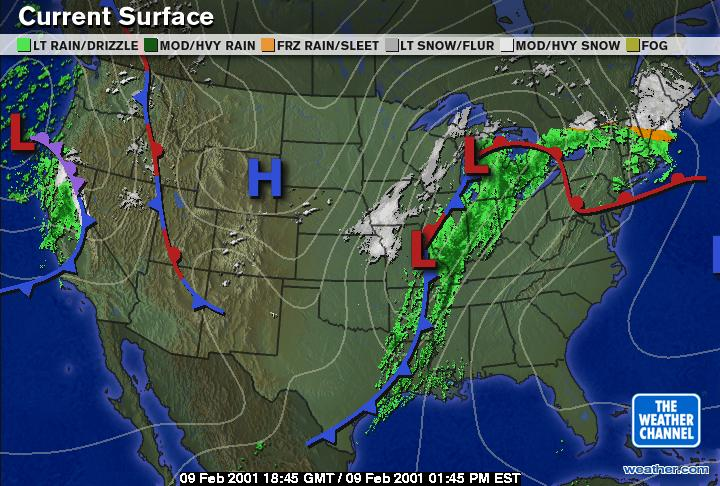 Current Surface
LT RAIN/DRIZZLE MOD/HVY RAIN FRZ RAIN/SLEET LT SNOW/FLUR MOD/HVY SNOW FOG
L
L
H
L
THE
WEATHER
CHANNEL
weather.com
09 Feb 2001 18:45 GMT / 09 Feb 2001 01:45 PM EST